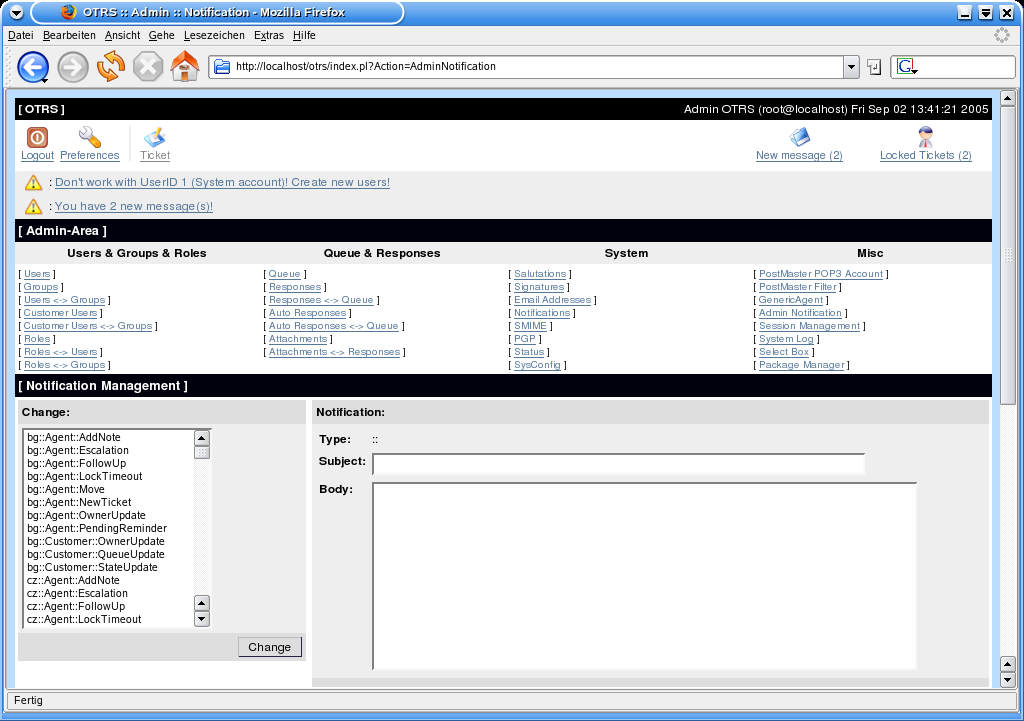 OTRS :: Admin :: Notification - Mozilla Firefox
Datei Bearbeiten Ansicht Gehe Lesezeichen Extras Hilfe
http://localhost/otrs/index.pl?Action=AdminNotification
G
[ OTRS ] Admin OTRS (root@localhost) Fri Sep 02 13:41:21 2005
Logout Preferences Ticket New message (2) Locked Tickets (2)
: Don't work with UserID 1 (System account)! Create new users!
: You have 2 new message(s)!
[ Admin-Area ]
Users & Groups & Roles Queue & Responses System Misc
[ Users ] [ Queue ] [ Salutations ] [ PostMaster POP3 Account ]
[ Groups ] [ Responses ] [ Signatures ] [ PostMaster Filter ]
[ Users <-> Groups ] [ Responses <-> Queue ] [ Email Addresses ] [ GenericAgent ]
[ Customer Users ] [ Auto Responses ] [ Notifications ] [ Admin Notification ]
[ Customer Users <-> Groups ] [ Auto Responses <-> Queue ] [ SMIME ] [ Session Management ]
[ Roles ] [ Attachments ] [ PGP ] [ System Log ]
[ Roles <-> Users ] [ Attachments <-> Responses ] [ Status ] [ Select Box ]
[ Roles <-> Groups ] [ SysConfig ] [ Package Manager ]
[ Notification Management ]
Change:
bg::Agent::AddNote
bg::Agent::Escalation
bg::Agent::FollowUp
bg::Agent::LockTimeout
bg::Agent::Move
bg::Agent::NewTicket
bg::Agent::OwnerUpdate
bg::Agent::PendingReminder
bg::Customer::OwnerUpdate
bg::Customer::QueueUpdate
bg::Customer::StateUpdate
cz::Agent::AddNote
cz::Agent::Escalation
cz::Agent::FollowUp
cz::Agent::LockTimeout
Change
Notification:
Type: ::
Subject:
Body:
Fertig